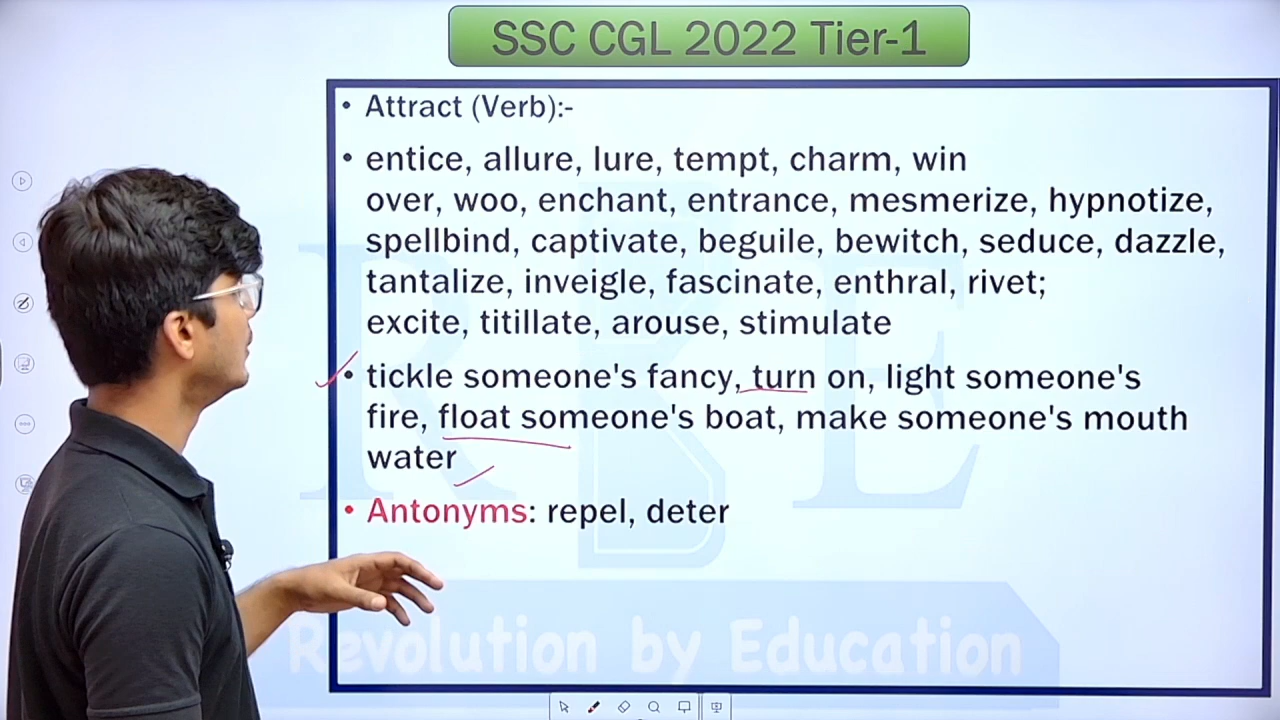 SSC CGL 2022 Tier-1
• Attract (Verb):-
• entice, allure, lure, tempt, charm, win
over, woo, enchant, entrance, mesmerize, hypnotize,
spellbind, captivate, beguile, bewitch, seduce, dazzle,
tantalize, inveigle, fascinate, enthral, rivet;
excite, titillate, arouse, stimulate
• tickle someone's fancy, turn on, light someone's
fire, float someone's boat, make someone's mouth
water
• Antonyms: repel, deter
RBE
Revolution by Education